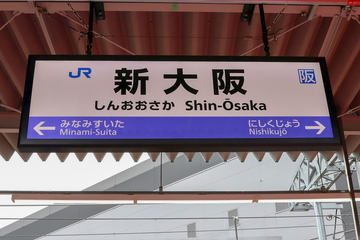 JR 新大阪 阪
しんおおさか Shin-Ōsaka
← みなみすいた にしくじょう →
Minami-Suita Nishikujō